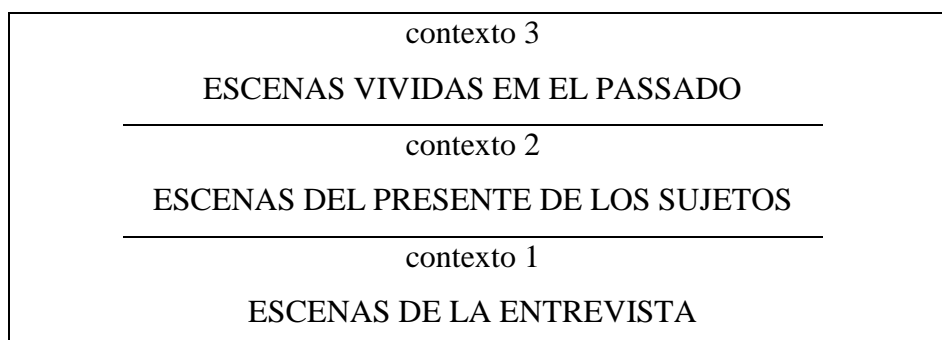 contexto 3
ESCENAS VIVIDAS EM EL PASSADO
contexto 2
ESCENAS DEL PRESENTE DE LOS SUJETOS
contexto 1
ESCENAS DE LA ENTREVISTA